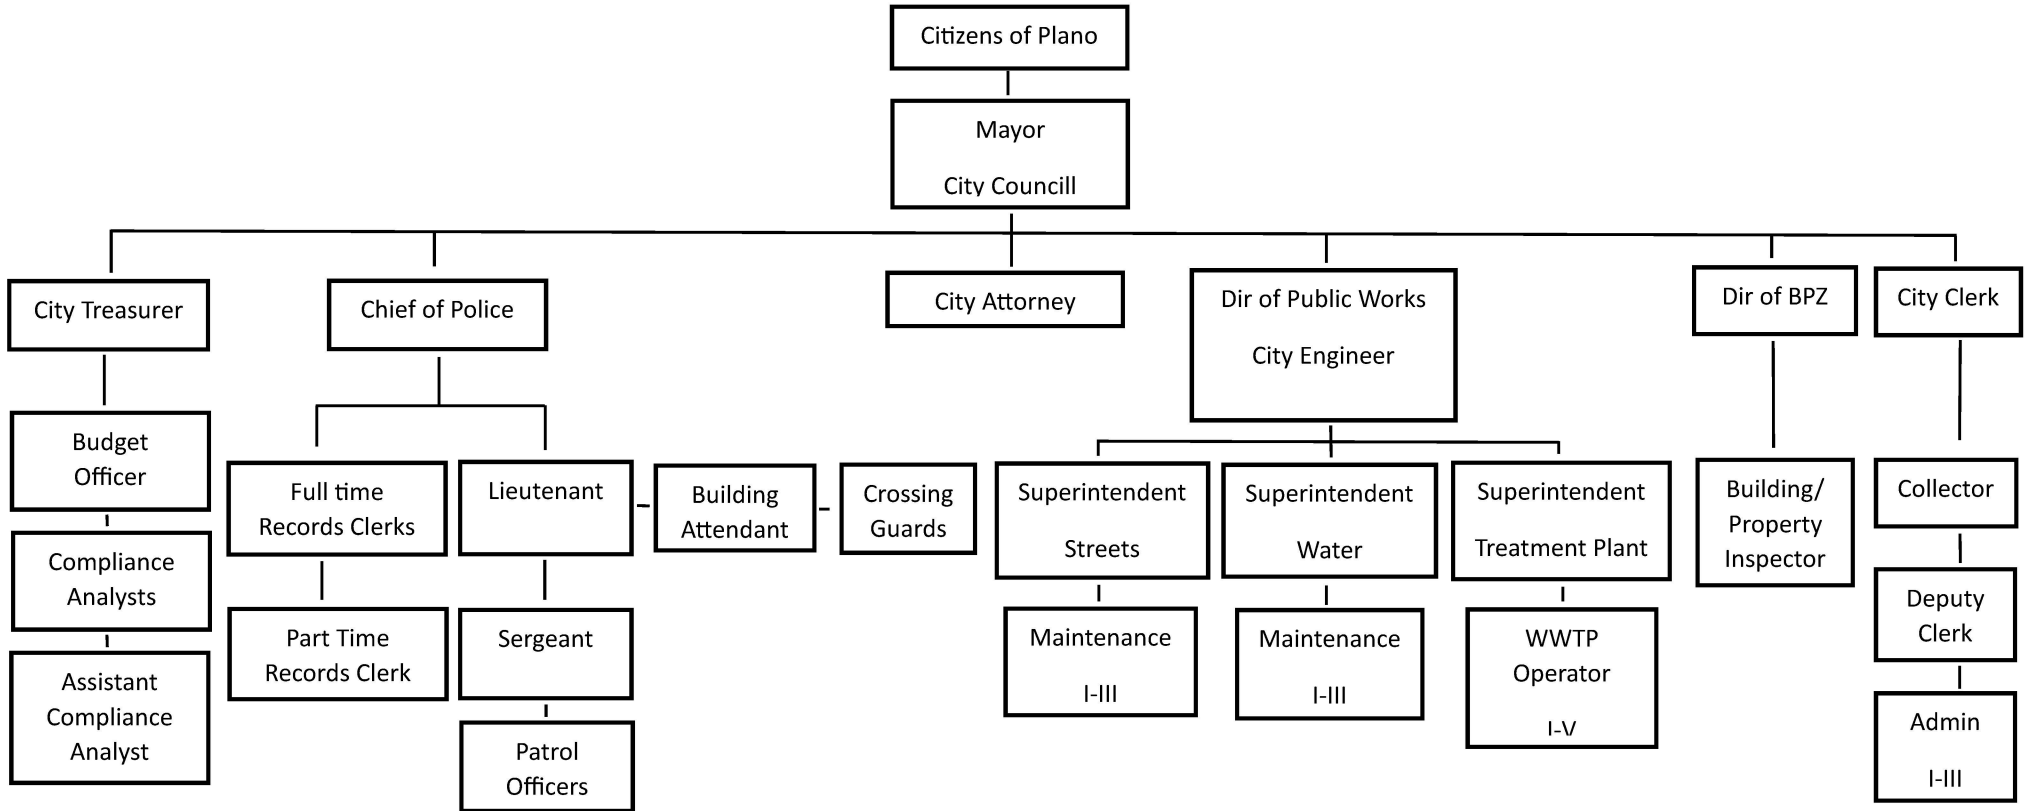 Citizens of Plano
Mayor
City Councill
City Treasurer
Chief of Police
City Attorney
Dir of Public Works
City Engineer
Dir of BPZ
City Clerk
Budget
Officer
Compliance
Analysts
Assistant
Compliance
Analyst
Full time
Records Clerks
Part Time
Records Clerk
Lieutenant
Sergeant
Patrol
Officers
Building
Attendant
Crossing
Guards
Superintendent
Streets
Maintenance
I-III
Superintendent
Water
Maintenance
I-III
Superintendent
Treatment Plant
WWTP
Operator
I-V
Building/
Property
Inspector
Collector
Deputy
Clerk
Admin
I-III